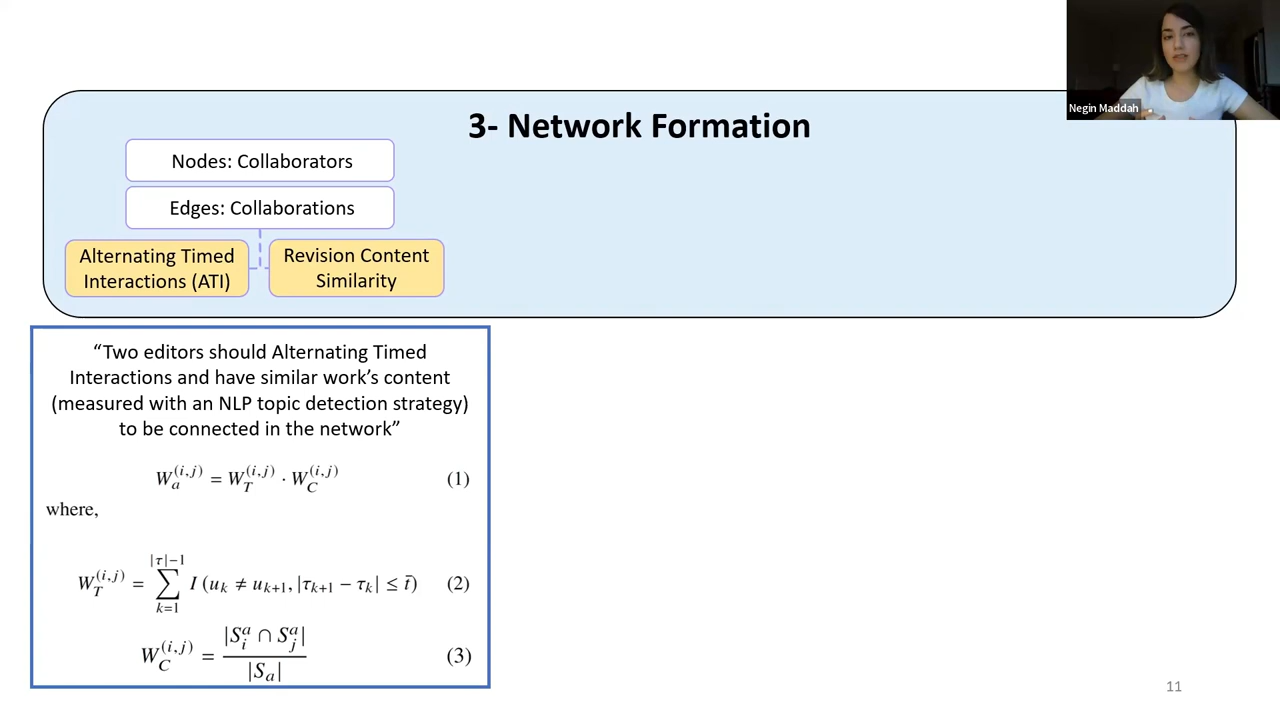 Negin Maddah
3- Network Formation
Nodes: Collaborators
Edges: Collaborations
Alternating Timed
Interactions (ATI)
Revision Content
Similarity
“Two editors should Alternating Timed
Interactions and have similar work’s content
(measured with an NLP topic detection strategy)
to be connected in the network”
W_a^{(i,j)} = W_T^{(i,j)} · W_C^{(i,j)} (1)
where,
W_T^{(i,j)} = \sum_{k=1}^{|τ|−1} I (u_k ≠ u_{k+1}, |τ_{k+1} − τ_k| ≤ \bar{t}) (2)
W_C^{(i,j)} = \frac{|S_i^a ∩ S_j^a|}{|S_a|} (3)
11